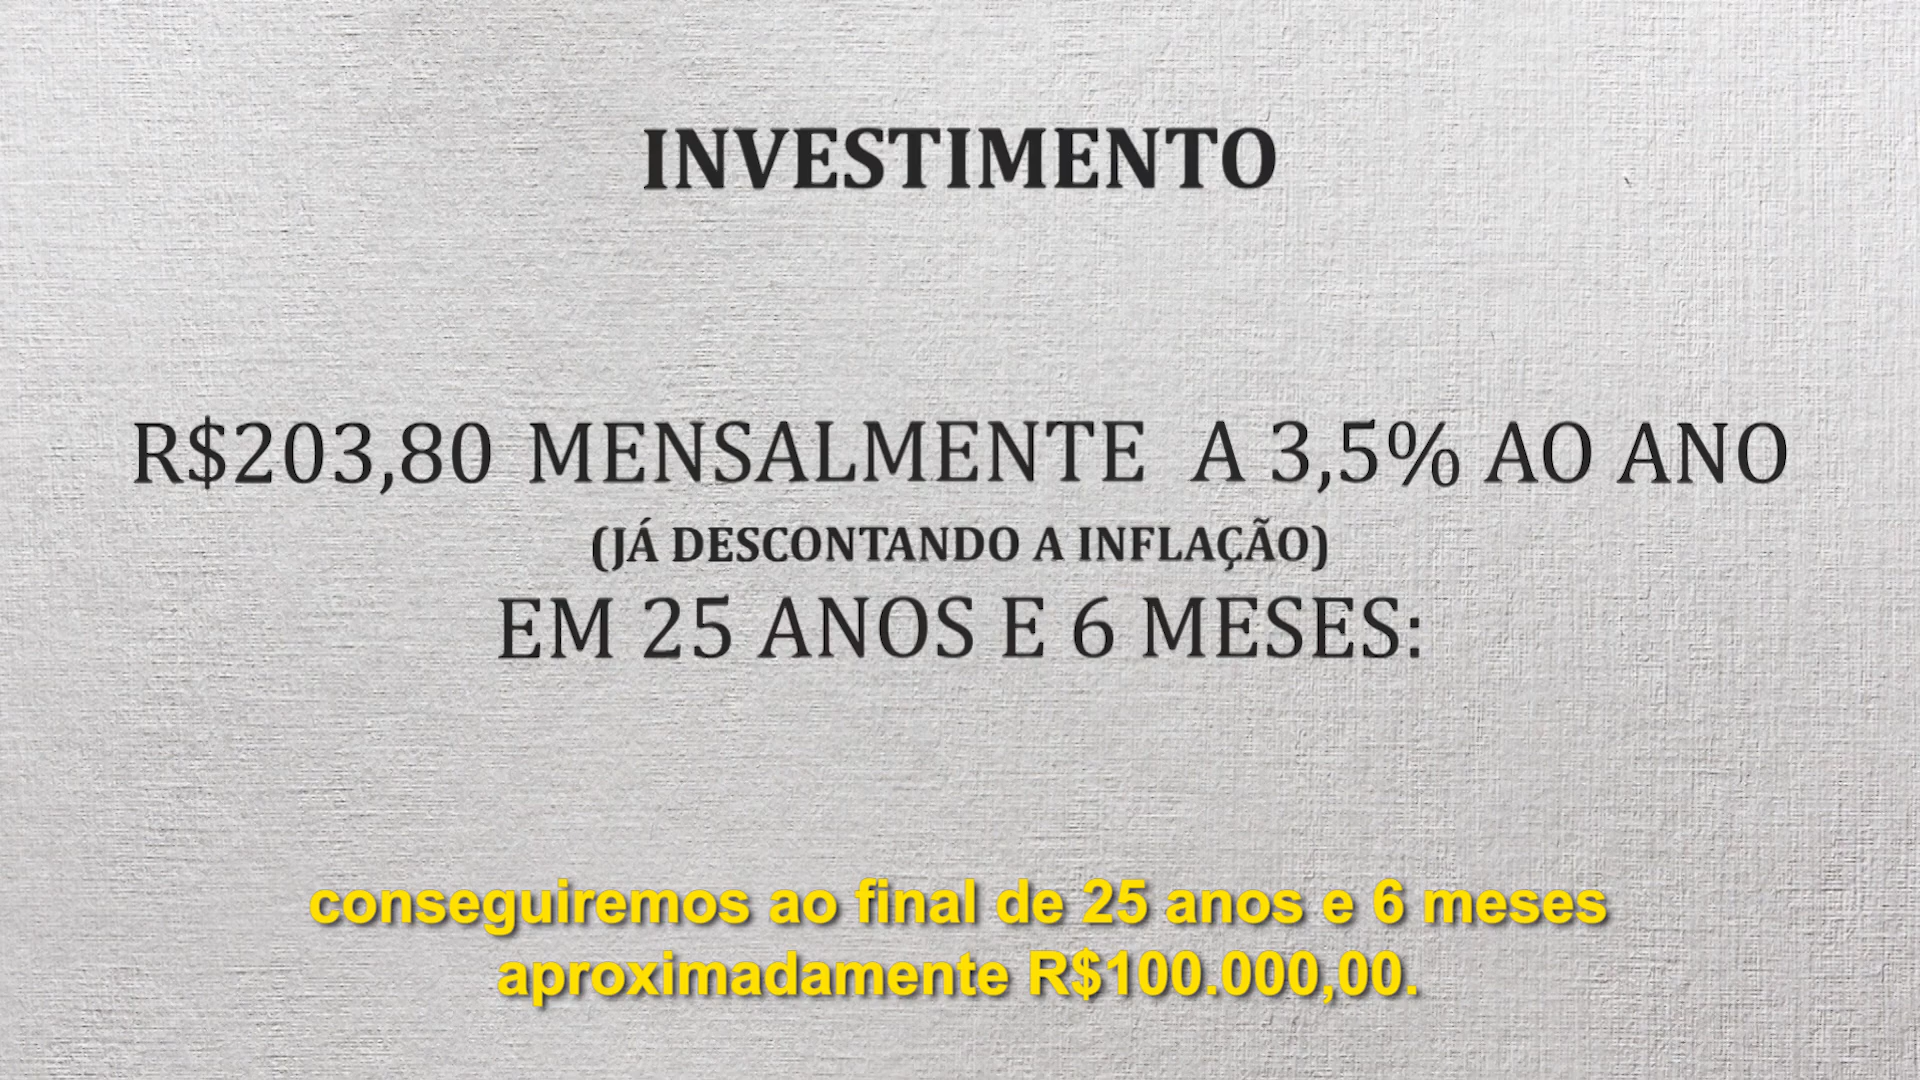 INVESTIMENTO
R$203,80 MENSALMENTE A 3,5% AO ANO
(JÁ DESCONTANDO A INFLAÇÃO)
EM 25 ANOS E 6 MESES:
conseguiremos ao final de 25 anos e 6 meses
aproximadamente R$100.000,00.